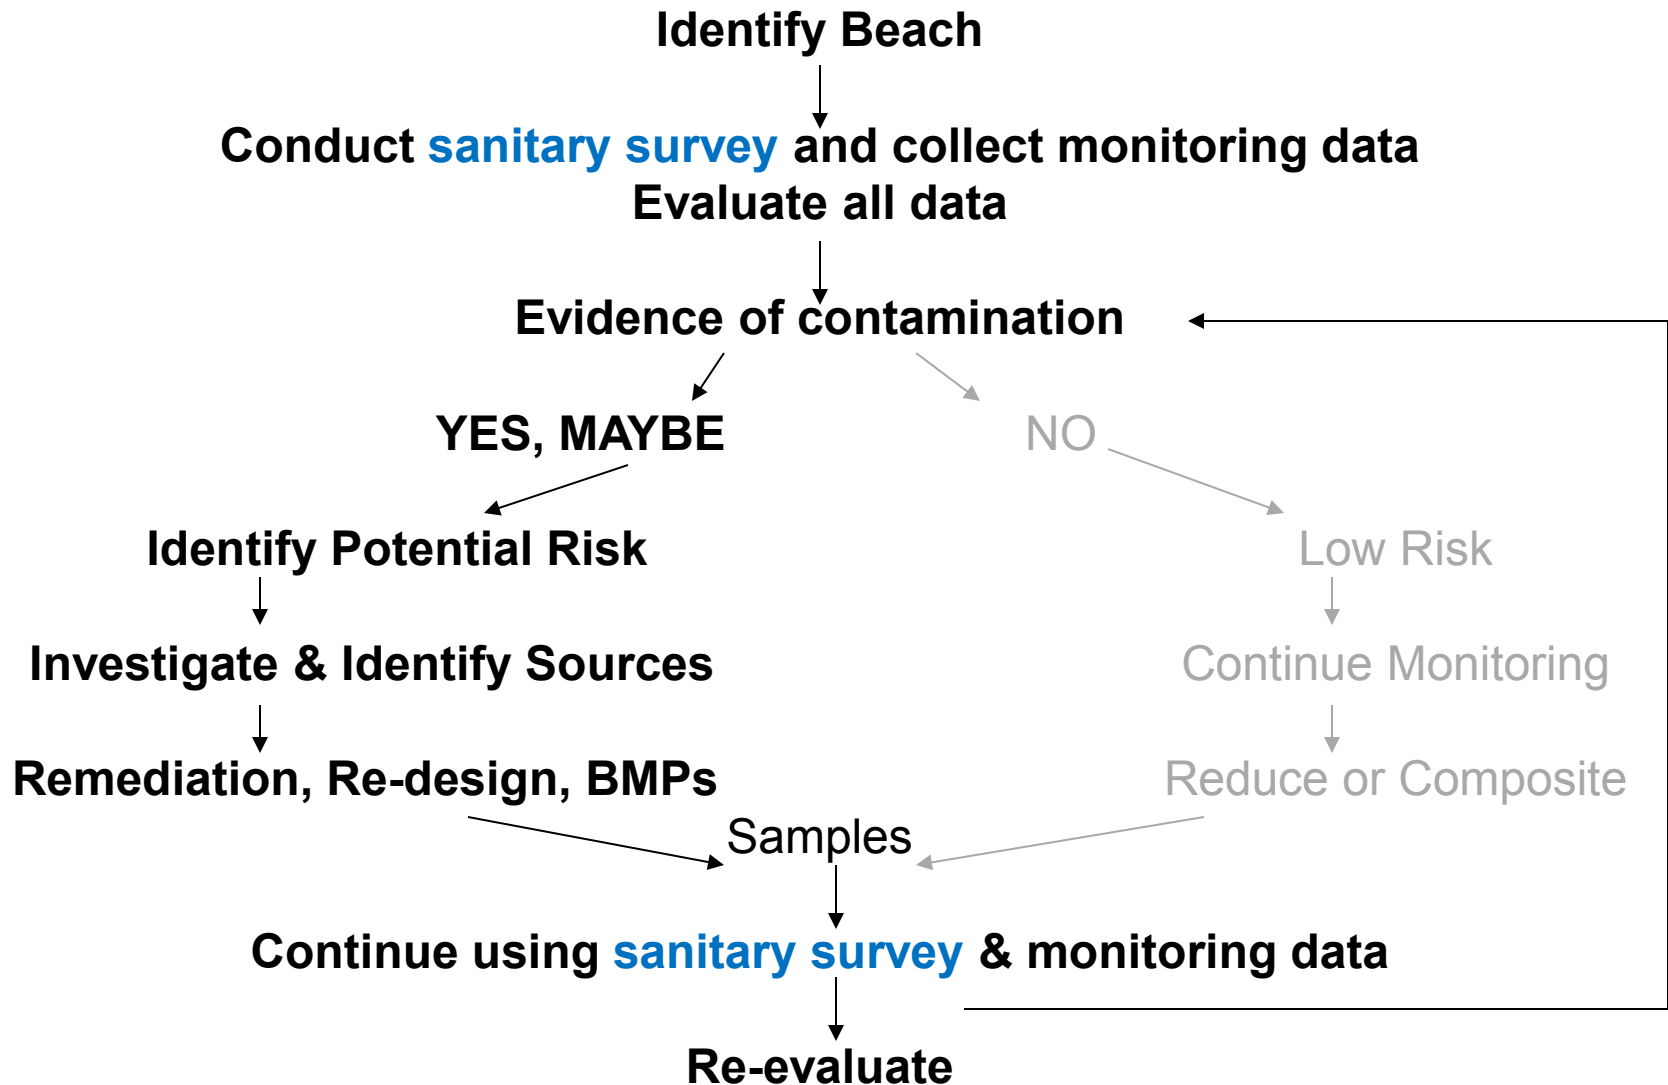 Identify Beach
Conduct sanitary survey and collect monitoring data
Evaluate all data
Evidence of contamination
YES, MAYBE
NO
Identify Potential Risk
Low Risk
Investigate & Identify Sources
Continue Monitoring
Remediation, Re-design, BMPs
Reduce or Composite
Samples
Continue using sanitary survey & monitoring data
Re-evaluate